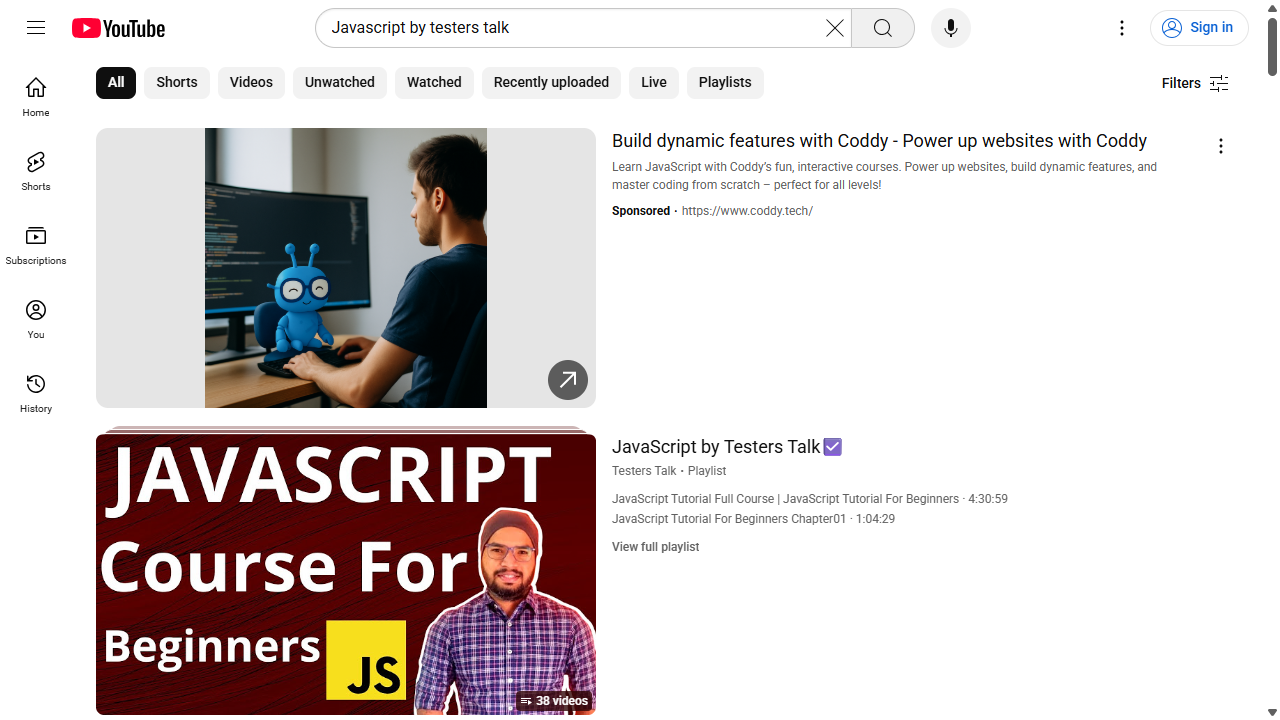 YouTube
Javascript by testers talk
Sign in
All
Shorts
Videos
Unwatched
Watched
Recently uploaded
Live
Playlists
Filters
Home
Shorts
Subscriptions
You
History
Build dynamic features with Coddy - Power up websites with Coddy
Learn JavaScript with Coddy's fun, interactive courses. Power up websites, build dynamic features, and
master coding from scratch – perfect for all levels!
Sponsored · https://www.coddy.tech/
JAVASCRIPT
Course For
Beginners
JS
38 videos
JavaScript by Testers Talk☑
Testers Talk • Playlist
JavaScript Tutorial Full Course | JavaScript Tutorial For Beginners · 4:30:59
JavaScript Tutorial For Beginners Chapter01 · 1:04:29
View full playlist